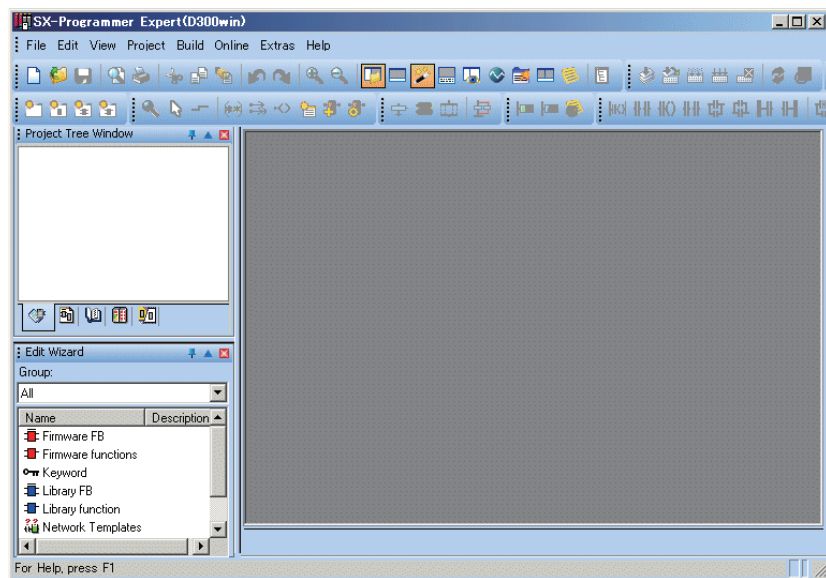 SX-Programmer Expert(D300win)
File Edit View Project Build Online Extras Help
Project Tree Window
Edit Wizard
Group:
All
Name Description
Firmware FB
Firmware functions
Keyword
Library FB
Library function
Network Templates
For Help, press F1